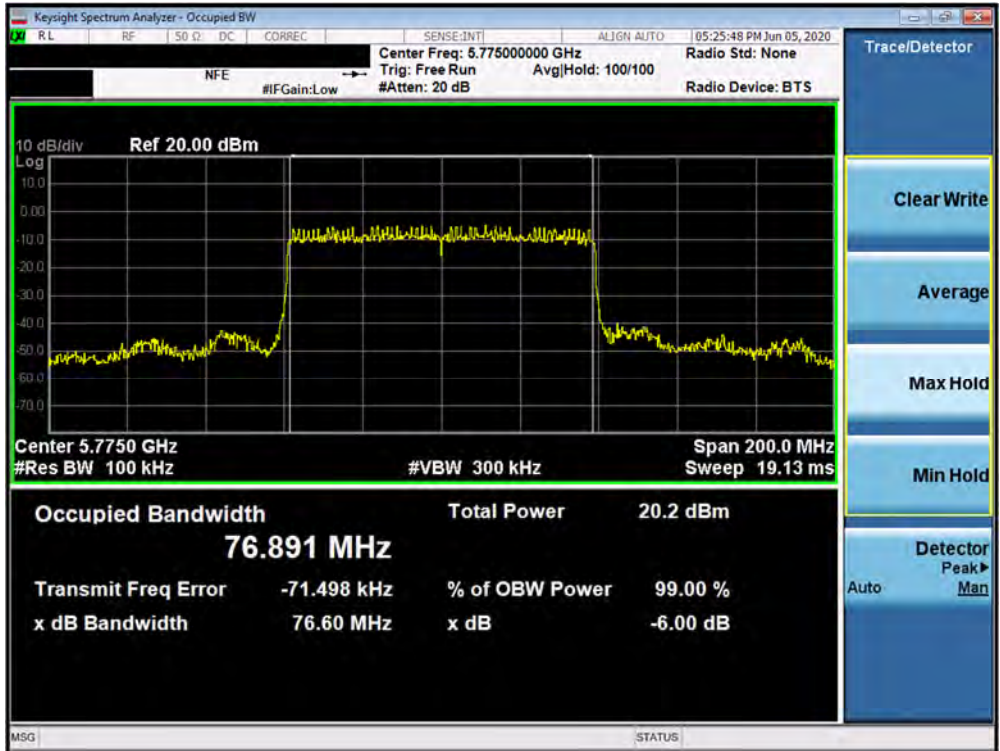 Keysight Spectrum Analyzer - Occupied BW
LXI RL RF 50 Ω DC CORREC SENSE:INT ALIGN AUTO 05:25:48 PM Jun 05, 2020
Center Freq: 5.775000000 GHz Radio Std: None
NFE Trig: Free Run Avg|Hold: 100/100
#IFGain:Low #Atten: 20 dB Radio Device: BTS
10 dB/div Ref 20.00 dBm
Log
10.0
0.00
-10.0
-20.0
-30.0
-40.0
-50.0
-60.0
-70.0
Center 5.7750 GHz Span 200.0 MHz
#Res BW 100 kHz #VBW 300 kHz Sweep 19.13 ms
Occupied Bandwidth Total Power 20.2 dBm
76.891 MHz
Transmit Freq Error -71.498 kHz % of OBW Power 99.00 %
x dB Bandwidth 76.60 MHz x dB -6.00 dB
MSG STATUS
Trace/Detector
Clear Write
Average
Max Hold
Min Hold
Detector
Peak▶
Auto Man